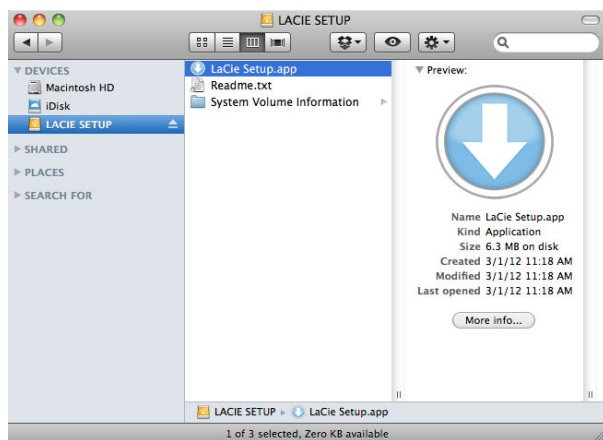 LACIE SETUP
DEVICES
Macintosh HD
iDisk
LACIE SETUP
SHARED
PLACES
SEARCH FOR
LaCie Setup.app
Readme.txt
System Volume Information
Preview:
Name LaCie Setup.app
Kind Application
Size 6.3 MB on disk
Created 3/1/12 11:18 AM
Modified 3/1/12 11:18 AM
Last opened 3/1/12 11:18 AM
More info...
LACIE SETUP ▸ LaCie Setup.app
1 of 3 selected, Zero KB available